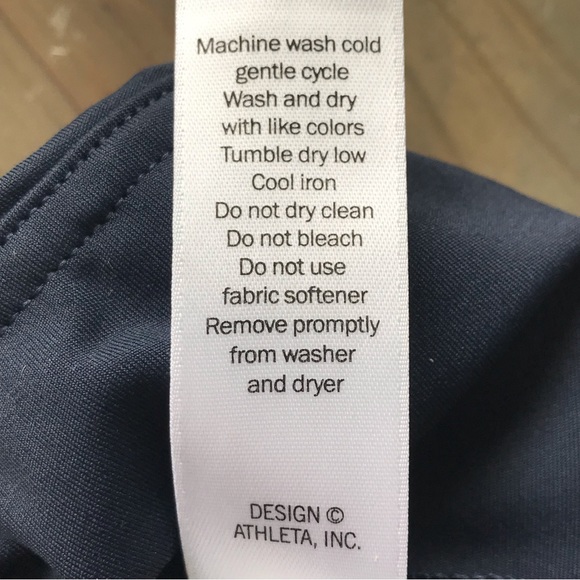 Machine wash cold
gentle cycle
Wash and dry
with like colors
Tumble dry low
Cool iron
Do not dry clean
Do not bleach
Do not use
fabric softener
Remove promptly
from washer
and dryer
DESIGN ©
ATHLETA, INC.